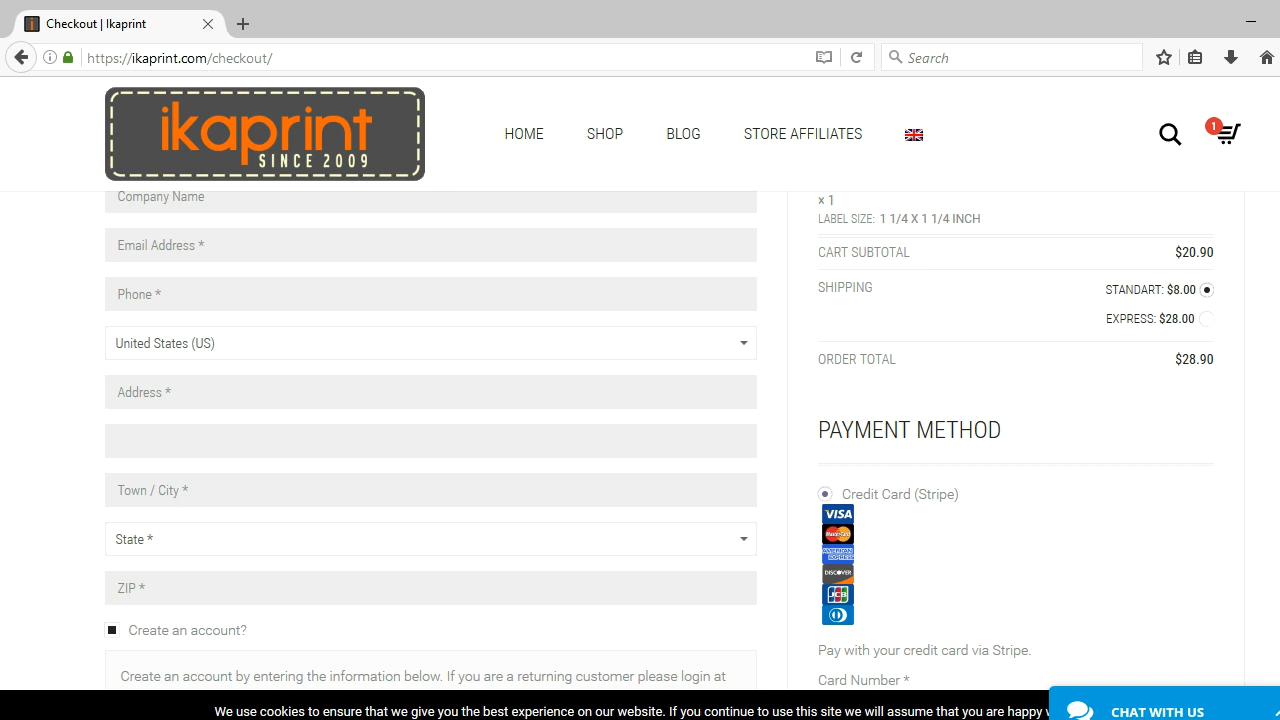 Checkout | Ikaprint
https://ikaprint.com/checkout/
Search
ikaprint
SINCE 2009
HOME
SHOP
BLOG
STORE AFFILIATES
1
Company Name
Email Address *
Phone *
United States (US)
Address *
Town / City *
State *
ZIP *
Create an account?
Create an account by entering the information below. If you are a returning customer please login at
× 1
LABEL SIZE: 1 1/4 X 1 1/4 INCH
CART SUBTOTAL $20.90
SHIPPING STANDART: $8.00
EXPRESS: $28.00
ORDER TOTAL $28.90
PAYMENT METHOD
Credit Card (Stripe)
VISA
MasterCard
AMERICAN EXPRESS
DISCOVER
JCB
Pay with your credit card via Stripe.
Card Number *
We use cookies to ensure that we give you the best experience on our website. If you continue to use this site we will assume that you are happy
CHAT WITH US